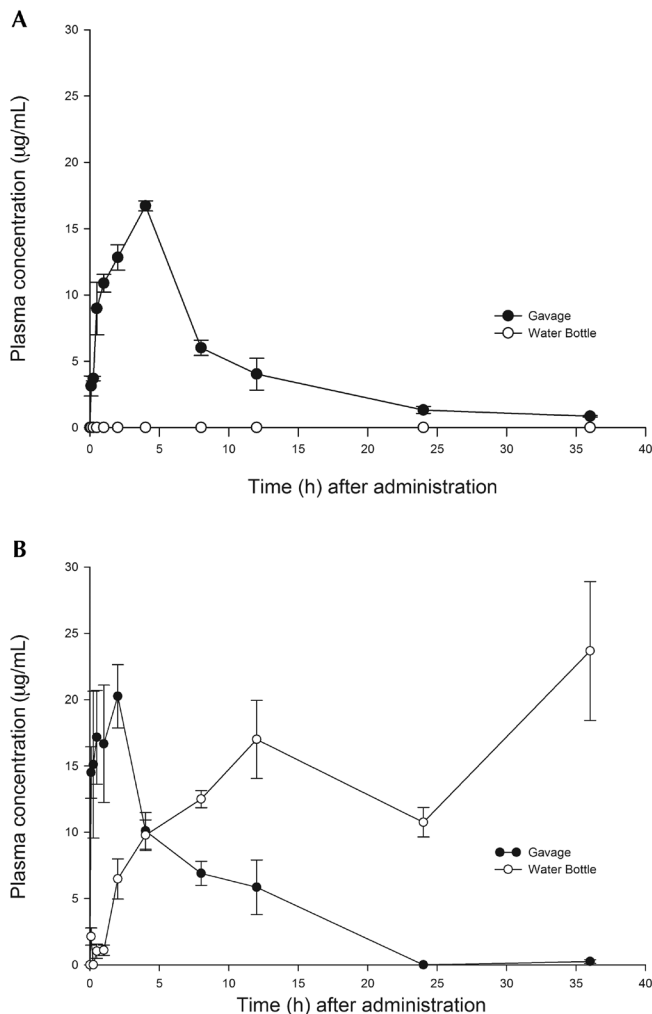 A
30
25
20
15
10
5
0
Plasma concentration (µg/mL)
Gavage
Water Bottle
0 5 10 15 20 25 30 35 40
Time (h) after administration
B
30
25
20
15
10
5
0
Plasma concentration (µg/mL)
Gavage
Water Bottle
0 5 10 15 20 25 30 35 40
Time (h) after administration